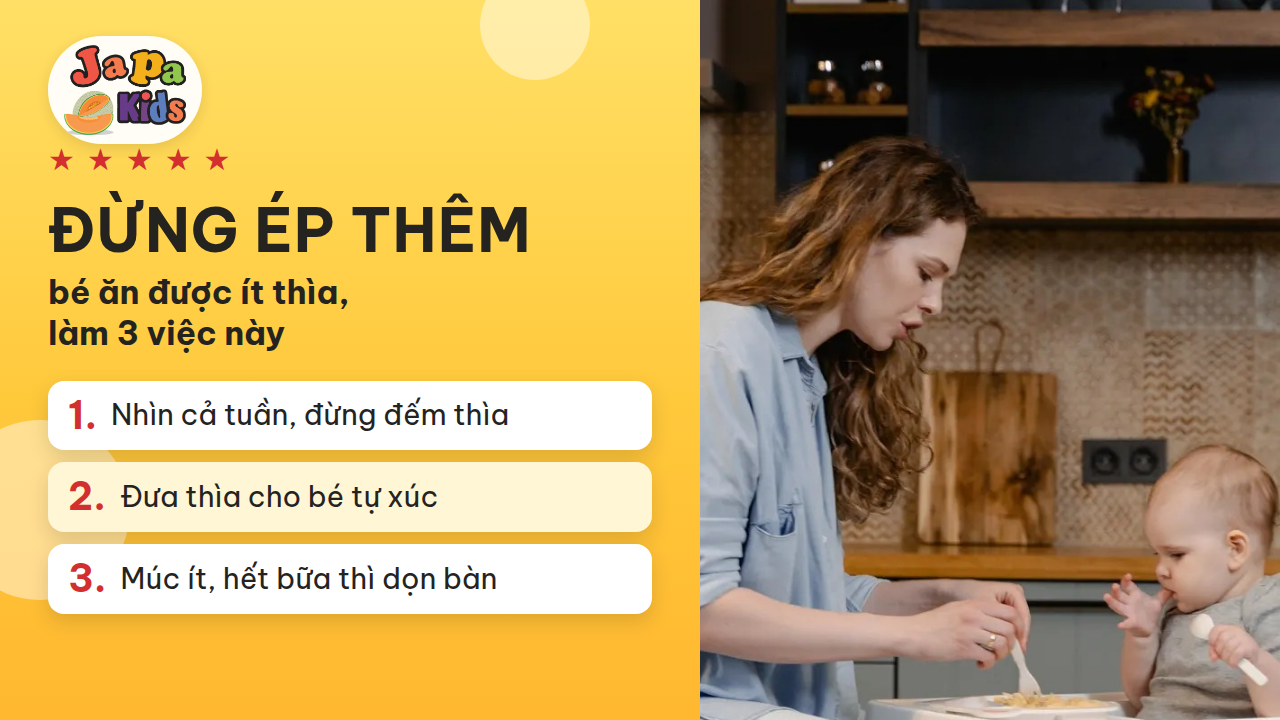 Japa
Kids
ĐỪNG ÉP THÊM
bé ăn được ít thìa,
làm 3 việc này
1. Nhìn cả tuần, đừng đếm thìa
2. Đưa thìa cho bé tự xúc
3. Múc ít, hết bữa thì dọn bàn